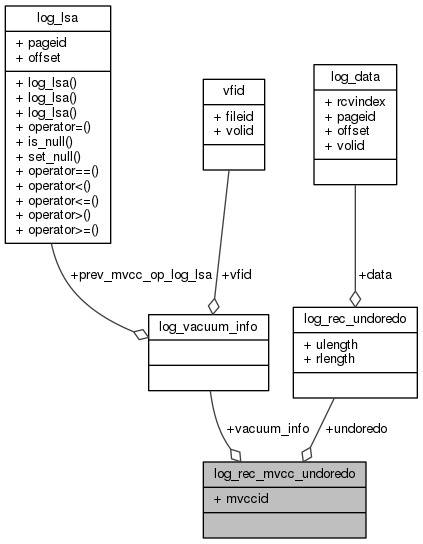 log_lsa
+ pageid
+ offset
+ log_lsa()
+ log_lsa()
+ log_lsa()
+ operator=()
+ is_null()
+ set_null()
+ operator==()
+ operator<()
+ operator<=()
+ operator>()
+ operator>=()
vfid
+ fileid
+ volid
log_data
+ rcvindex
+ pageid
+ offset
+ volid
+prev_mvcc_op_log_lsa
+vfid
+data
log_vacuum_info
log_rec_undoredo
+ ulength
+ rlength
+vacuum_info
+undoredo
log_rec_mvcc_undoredo
+ mvccid